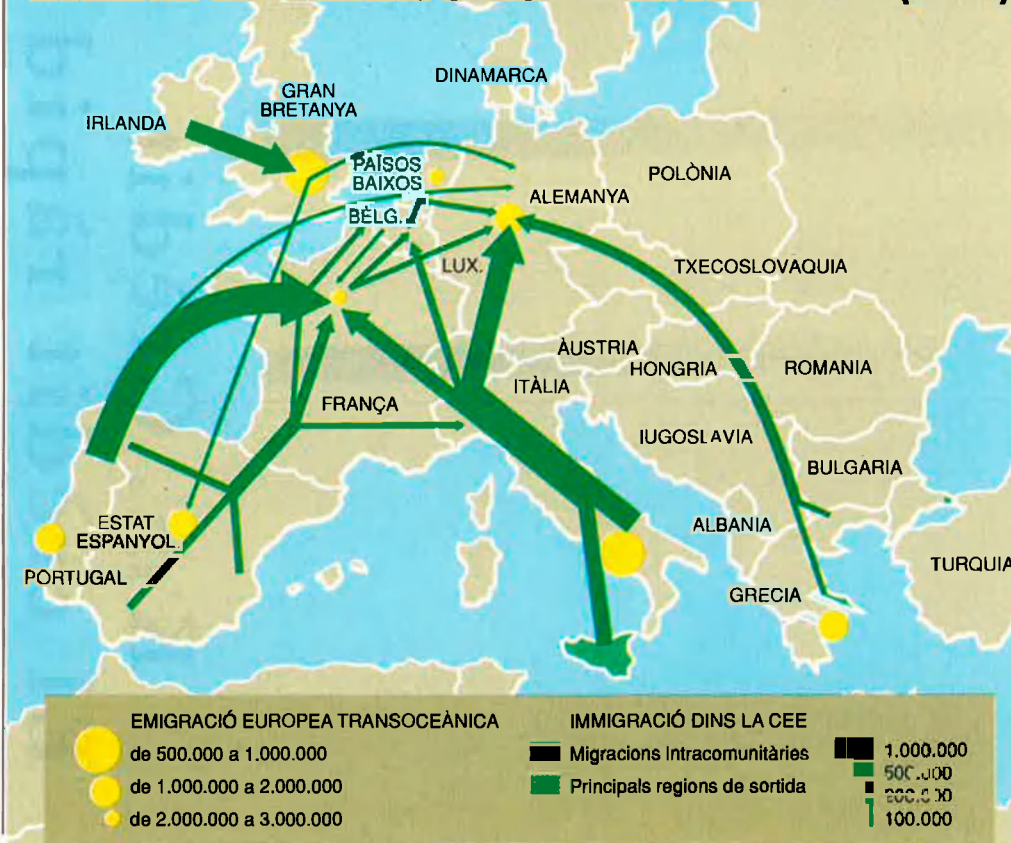 DINAMARCA
GRAN
BRETANYA
IRLANDA
PAÏSOS
BAIXOS
POLÒNIA
ALEMANYA
BÈLG.
LUX.
TXECOSLOVAQUIA
ÀUSTRIA
HONGRIA
ROMANIA
ITÀLIA
FRANÇA
IUGOSLAVIA
BULGARIA
ESTAT
ESPANYOL
ALBANIA
PORTUGAL
TURQUIA
GRECIA
EMIGRACIÓ EUROPEA TRANSOCEÀNICA
de 500.000 a 1.000.000
de 1.000.000 a 2.000.000
de 2.000.000 a 3.000.000
IMMIGRACIÓ DINS LA CEE
Migracions Intracomunitàries
Principals regions de sortida
1.000.000
500.000
100.000